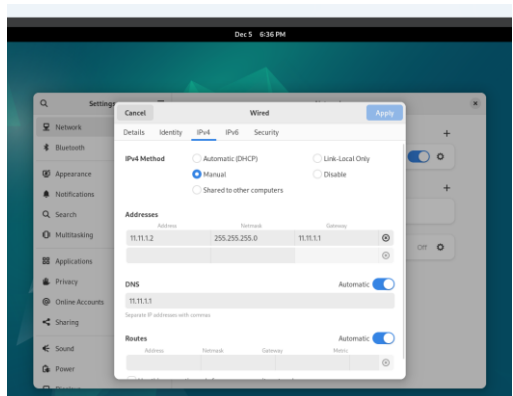 Dec 5 6:36 PM
Settings
Cancel Wired Apply
Network
Details Identity IPv4 IPv6 Security
Bluetooth
IPv4 Method Automatic (DHCP) Link-Local Only
Appearance Manual Disable
Notifications Shared to other computers
Search
Addresses
Multitasking Address Netmask Gateway
11.11.1.2 255.255.255.0 11.11.1.1
Off
Applications
Privacy DNS Automatic
Online Accounts 11.11.1.1
Sharing Separate IP addresses with commas
Routes Automatic
Sound Address Netmask Gateway Metric
Power